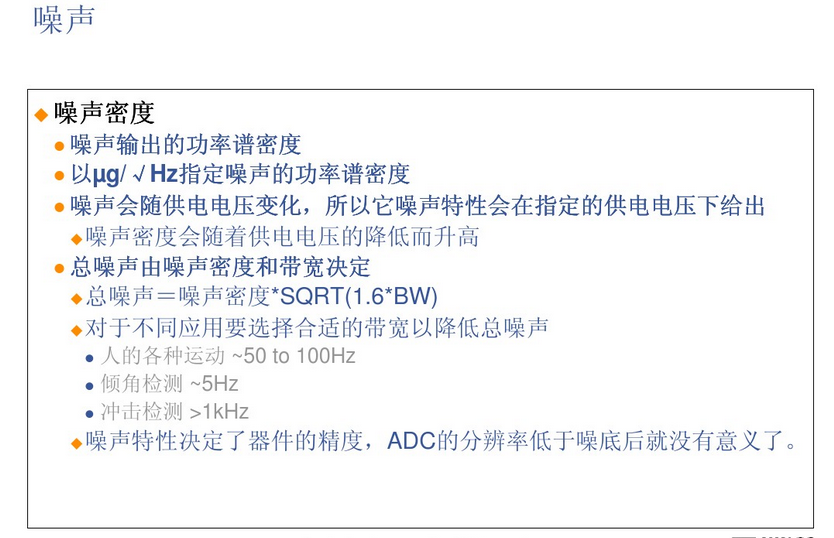 噪声
噪声密度
噪声输出的功率谱密度
以μg/√Hz指定噪声的功率谱密度
噪声会随供电电压变化，所以它噪声特性会在指定的供电电压下给出
噪声密度会随着供电电压的降低而升高
总噪声由噪声密度和带宽决定
总噪声＝噪声密度*SQRT(1.6*BW)
对于不同应用要选择合适的带宽以降低总噪声
人的各种运动 ~50 to 100Hz
倾角检测 ~5Hz
冲击检测 >1kHz
噪声特性决定了器件的精度，ADC的分辨率低于噪底后就没有意义了。